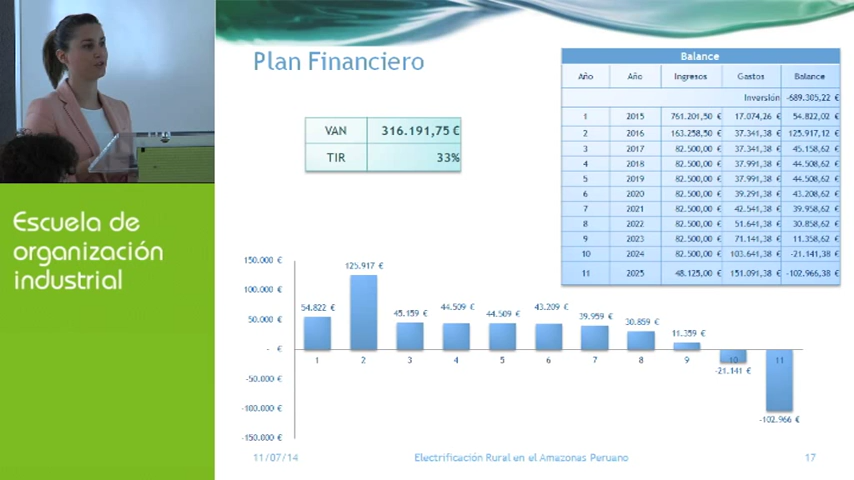 Escuela de
organización
industrial
Plan Financiero
VAN 316.191,75 €
TIR 33%
Balance
Año Año Ingresos Gastos Balance
Inversión -689.305,22 €
1 2015 761.201,50 € 17.074,26 € 54.822,02 €
2 2016 163.258,50 € 37.341,38 € 125.917,12 €
3 2017 82.500,00 € 37.341,38 € 45.158,62 €
4 2018 82.500,00 € 37.991,38 € 44.508,62 €
5 2019 82.500,00 € 37.991,38 € 44.508,62 €
6 2020 82.500,00 € 39.291,38 € 43.208,62 €
7 2021 82.500,00 € 42.541,38 € 39.958,62 €
8 2022 82.500,00 € 51.641,38 € 30.858,62 €
9 2023 82.500,00 € 71.141,38 € 11.358,62 €
10 2024 82.500,00 € 103.641,38 € -21.141,38 €
11 2025 48.125,00 € 151.091,38 € -102.966,38 €
150.000 €
100.000 €
50.000 €
- €
-50.000 €
-100.000 €
-150.000 €
54.822 €
125.917 €
45.159 €
44.509 €
44.509 €
43.209 €
39.959 €
30.859 €
11.359 €
-21.141 €
-102.966 €
1 2 3 4 5 6 7 8 9 10 11
11/07/14 Electrificación Rural en el Amazonas Peruano 17